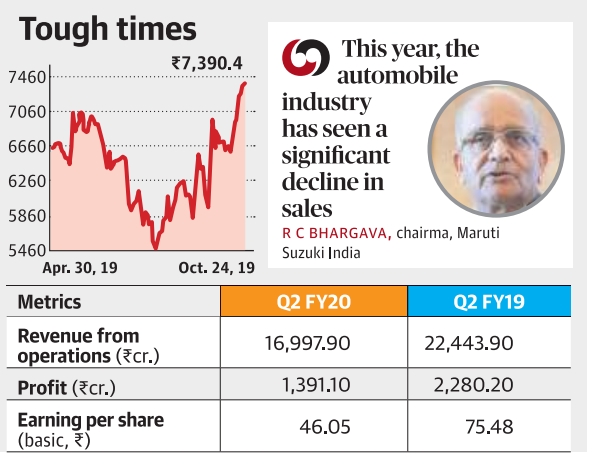 Tough times
₹7,390.4
7460
7060
6660
6260
5860
5460
Apr. 30, 19 Oct. 24, 19
This year, the
automobile
industry
has seen a
significant
decline in
sales
R C BHARGAVA, chairma, Maruti
Suzuki India
Metrics Q2 FY20 Q2 FY19
Revenue from
operations (₹cr.) 16,997.90 22,443.90
Profit (₹cr.) 1,391.10 2,280.20
Earning per share
(basic, ₹) 46.05 75.48